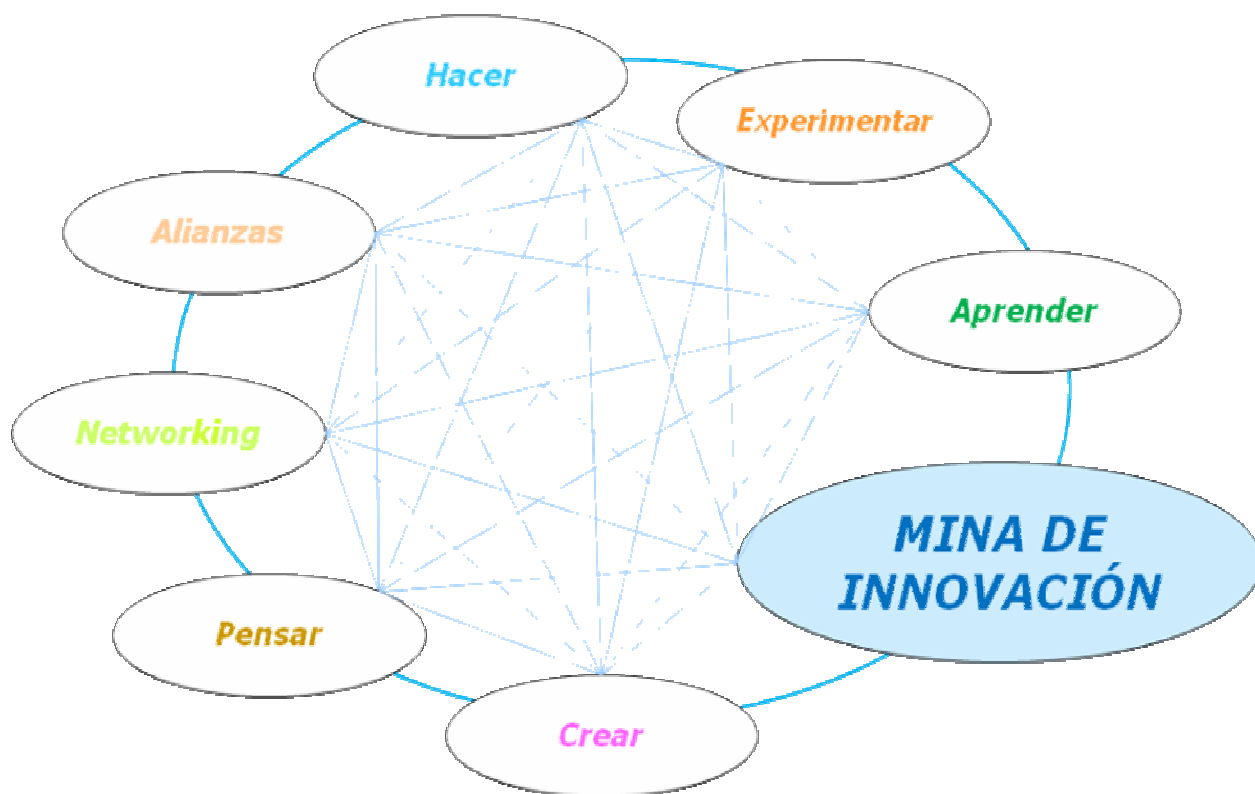 Hacer
Experimentar
Alianzas
Aprender
Networking
MINA DE
INNOVACIÓN
Pensar
Crear